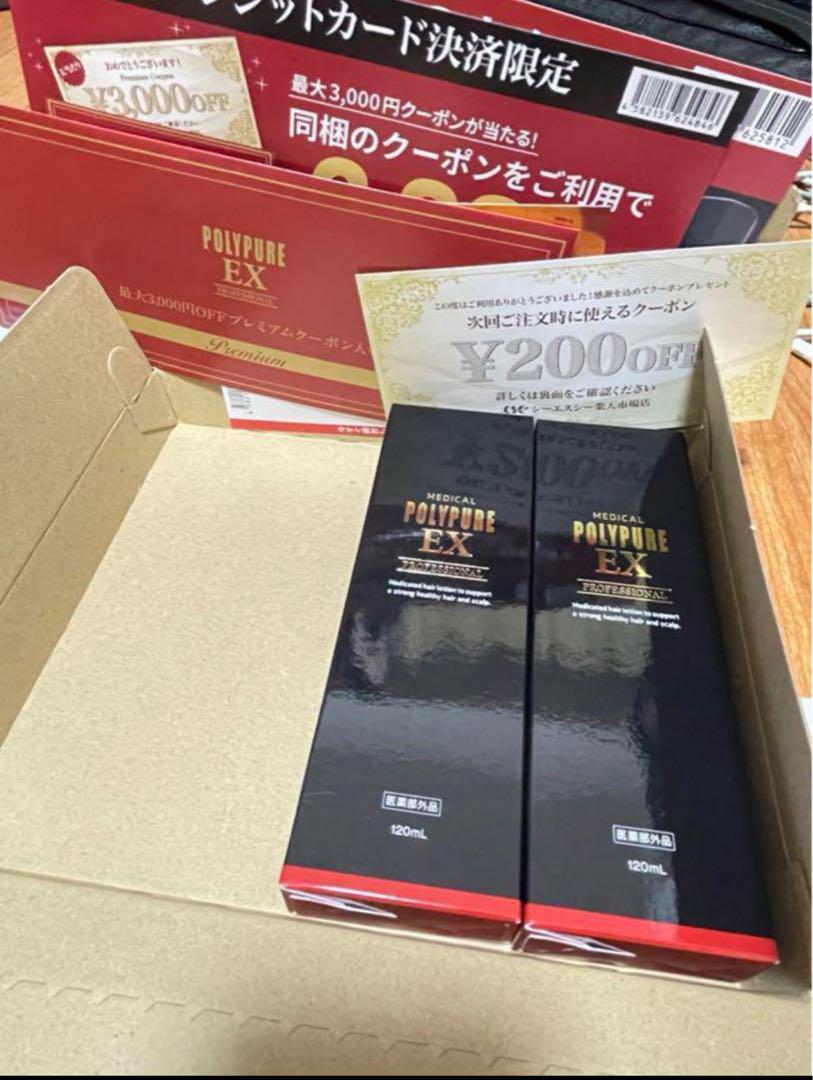 ジットカード決済限定
おめでとうございます!
Premium Coupon
¥3,000OFF
最大3,000円クーポンが当たる!
同梱のクーポンをご利用で
4 582159 624846
625812
POLYPURE
EX
PROFESSIONAL
最大3,000円OFFプレミアムクーポン入
Premium
この度はご利用ありがとうございました!感謝を込めてクーポンプレゼント
次回ご注文時に使えるクーポン
¥200OFF
詳しくは裏面をご確認ください
シーエスシー楽天市場店
MEDICAL
POLYPURE
EX
PROFESSIONAL
Medicated hair lotion to support
a strong healthy hair and scalp.
医薬部外品
120mL
MEDICAL
POLYPURE
EX
PROFESSIONAL
Medicated hair lotion to support
a strong healthy hair and scalp.
医薬部外品
120mL